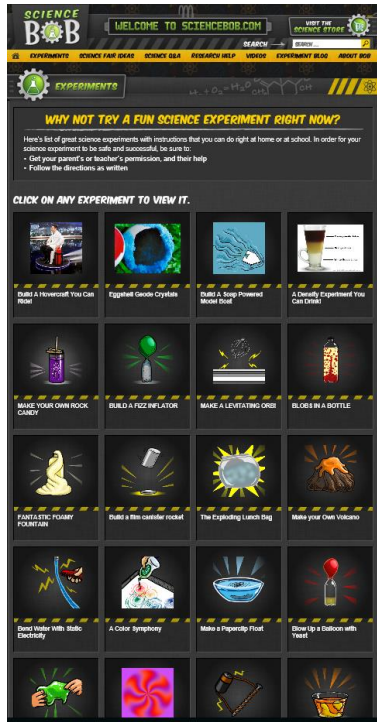 SCIENCE
BOB
WELCOME TO SCIENCEBOB.COM
VISIT THE
SCIENCE STORE
SEARCH
SEARCH ...
EXPERIMENTS SCIENCE FAIR IDEAS SCIENCE Q&A RESEARCH HELP VIDEOS EXPERIMENT BLOG ABOUT BOB
EXPERIMENTS
WHY NOT TRY A FUN SCIENCE EXPERIMENT RIGHT NOW?
Here's list of great science experiments with instructions that you can do right at home or at school. In order for your
science experiment to be safe and successful, be sure to:
• Get your parent's or teacher's permission, and their help
• Follow the directions as written
CLICK ON ANY EXPERIMENT TO VIEW IT.
Build A Hovercraft You Can
Ride!
Eggshell Geode Crystals
Build A Soap Powered
Model Boat
A Density Experiment You
Can Drink!
MAKE YOUR OWN ROCK
CANDY
BUILD A FIZZ INFLATOR
MAKE A LEVITATING ORB!
BLOBS IN A BOTTLE
FANTASTIC FOAMY
FOUNTAIN
Build a film canister rocket
The Exploding Lunch Bag
Make your Own Volcano
Bend Water With Static
Electricity
A Color Symphony
Make a Paperclip Float
Blow Up a Balloon with
Yeast